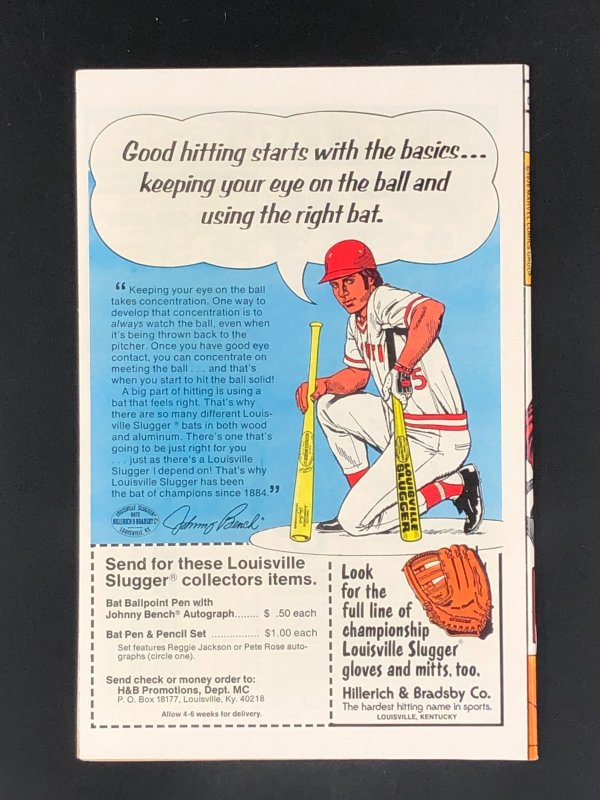 Good hitting starts with the basics...
keeping your eye on the ball and
using the right bat.
“ Keeping your eye on the ball
takes concentration. One way to
develop that concentration is to
always watch the ball, even when
it's being thrown back to the
pitcher. Once you have good eye
contact, you can concentrate on
meeting the ball . . . and that's
when you start to hit the ball solid!
A big part of hitting is using a
bat that feels right. That's why
there are so many different Louis-
ville Slugger® bats in both wood
and aluminum. There's one that's
going to be just right for you
. . . just as there's a Louisville
Slugger I depend on! That's why
Louisville Slugger has been
the bat of champions since 1884.”
LOUISVILLE SLUGGER
BATS
HILLERICH & BRADSBY Co
LOUISVILLE, KY.
Johnny Bench
5
LOUISVILLE
SLUGGER
Send for these Louisville
Slugger® collectors items.
Bat Ballpoint Pen with
Johnny Bench® Autograph........ $ .50 each
Bat Pen & Pencil Set ............... $1.00 each
Set features Reggie Jackson or Pete Rose auto-
graphs (circle one).
Send check or money order to:
H&B Promotions, Dept. MC
P. O. Box 18177, Louisville, Ky. 40218
Allow 4-6 weeks for delivery.
Look
for the
full line of
championship
Louisville Slugger®
gloves and mitts, too.
Hillerich & Bradsby Co.
The hardest hitting name in sports.
LOUISVILLE, KENTUCKY